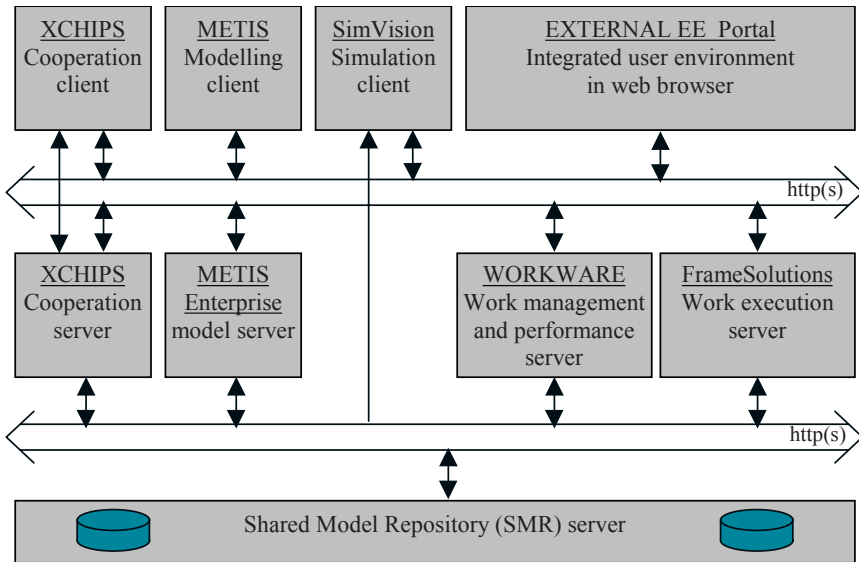 XCHIPS
Cooperation
client
METIS
Modelling
client
SimVision
Simulation
client
EXTERNAL EE Portal
Integrated user environment
in web browser
http(s)
XCHIPS
Cooperation
server
METIS
Enterprise
model server
WORKWARE
Work management
and performance
server
FrameSolutions
Work execution
server
http(s)
Shared Model Repository (SMR) server